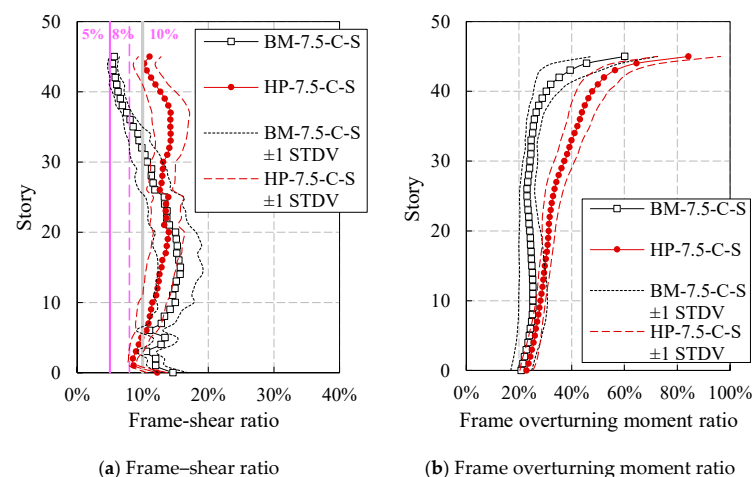 50
40
30
20
10
0
Story
5%
8%
10%
BM-7.5-C-S
HP-7.5-C-S
BM-7.5-C-S
±1 STDV
HP-7.5-C-S
±1 STDV
0% 10% 20% 30% 40%
Frame-shear ratio
(a) Frame–shear ratio
50
40
30
20
10
0
Story
BM-7.5-C-S
HP-7.5-C-S
BM-7.5-C-S
±1 STDV
HP-7.5-C-S
±1 STDV
0% 20% 40% 60% 80% 100%
Frame overturning moment ratio
(b) Frame overturning moment ratio